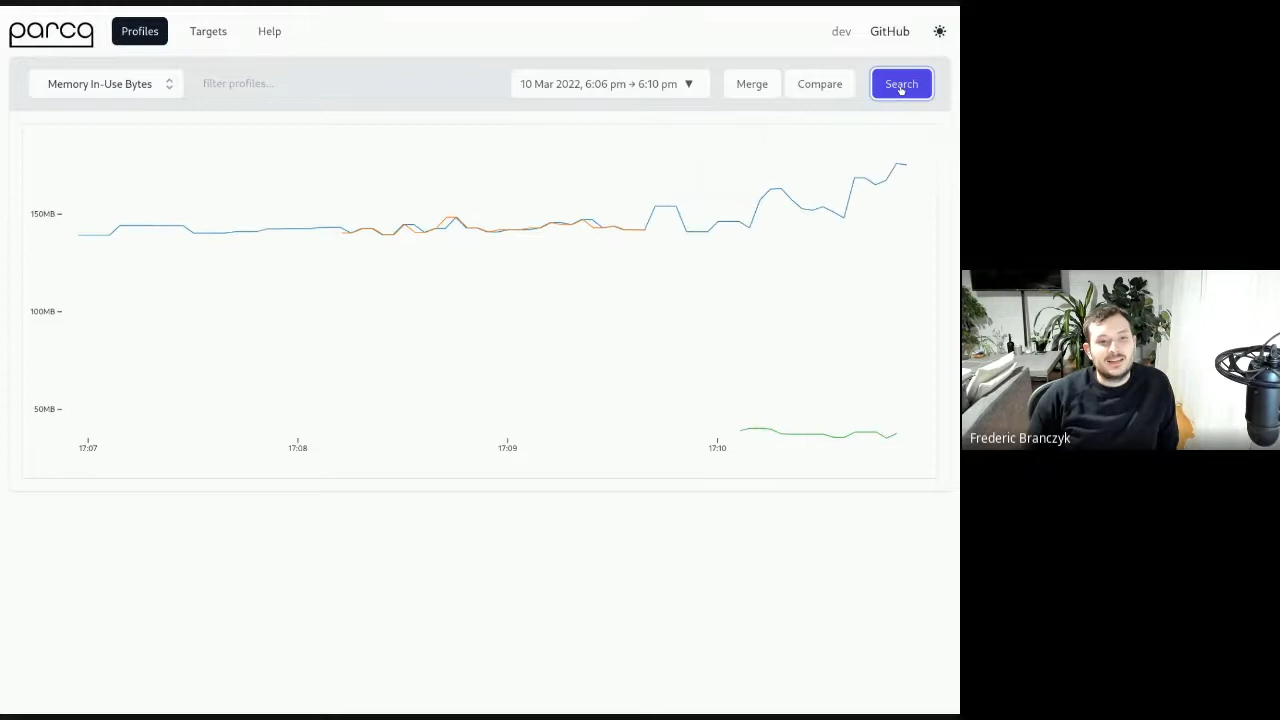 parca
Profiles
Targets
Help
dev
GitHub
Memory In-Use Bytes
filter profiles...
10 Mar 2022, 6:06 pm → 6:10 pm ▼
Merge
Compare
Search
150MB
100MB
50MB
17:07
17:08
17:09
17:10
Frederic Branczyk